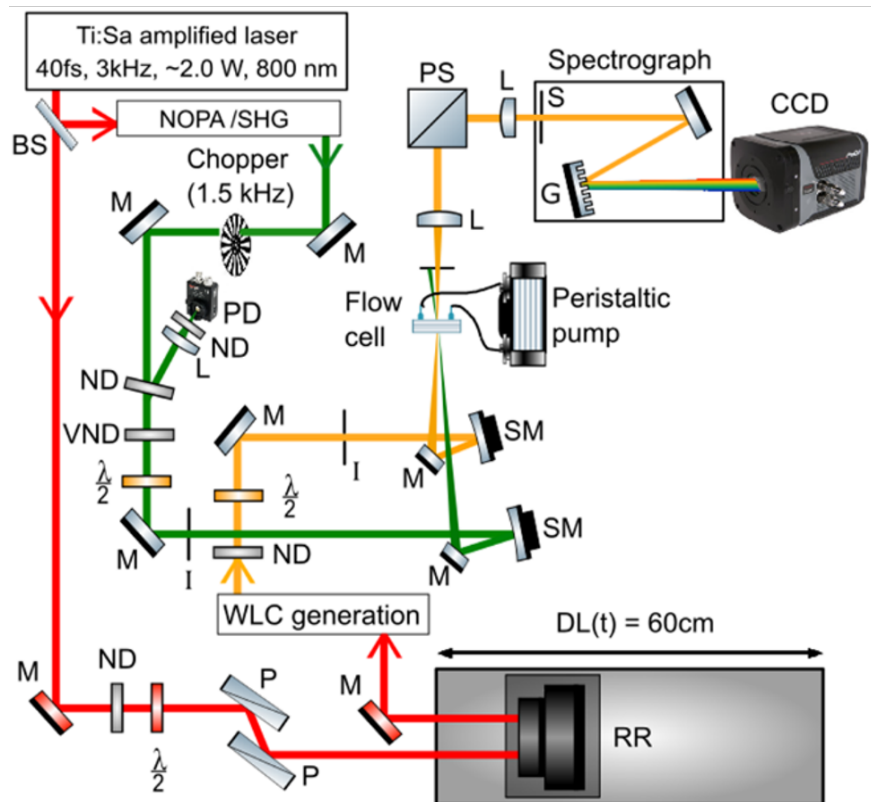 Ti:Sa amplified laser
40fs, 3kHz, ~2.0 W, 800 nm
BS
NOPA /SHG
Chopper
(1.5 kHz)
M
M
PS
L
S
Spectrograph
CCD
G
L
PD
ND
L
Flow
cell
Peristaltic
pump
ND
VND
λ
2
M
M
I
SM
M
λ
2
M
I
ND
SM
M
WLC generation
DL(t) = 60cm
M
ND
λ
2
P
P
M
RR